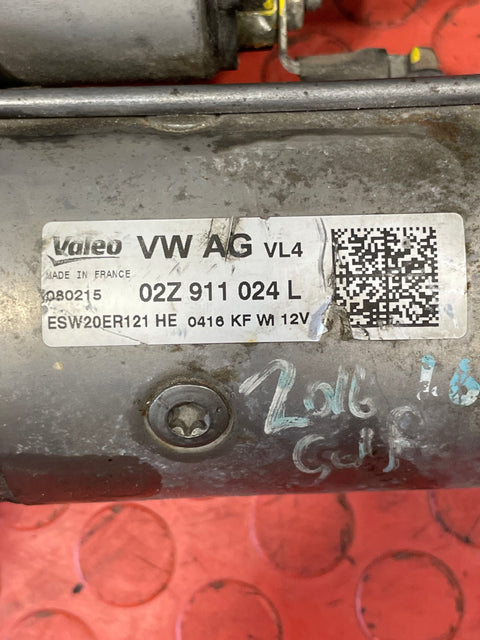 Valeo VW AG VL4
MADE IN FRANCE
080215 02Z 911 024 L
ESW20ER121 HE 0416 KF WI 12V
2016 1.6
Golf